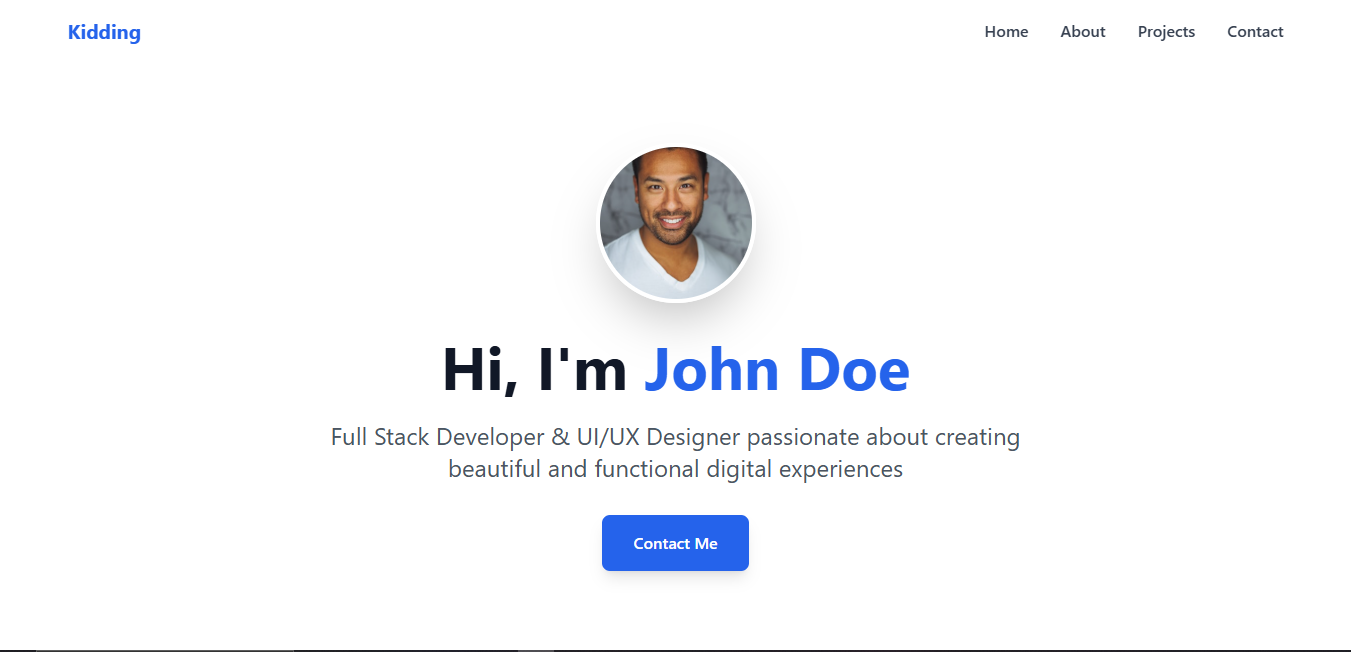 Kidding
Home About Projects Contact
Hi, I'm John Doe
Full Stack Developer & UI/UX Designer passionate about creating
beautiful and functional digital experiences
Contact Me